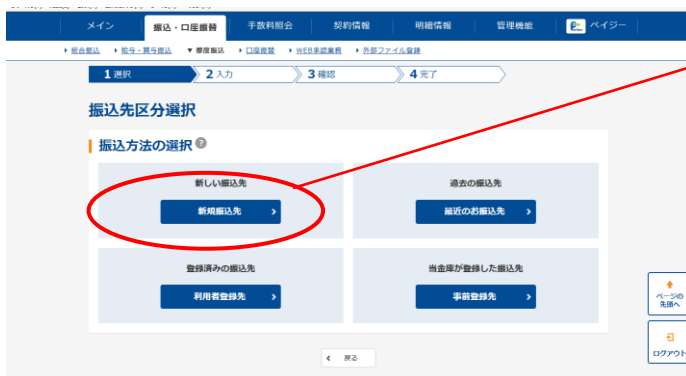 メイン 振込・口座振替 手数料照会 契約情報 明細情報 管理機能 ペイジー
総合振込 給与・賞与振込 ▼ 都度振込 口座振替 WEB承認業務 外部ファイル登録
1 選択 2 入力 3 確認 4 完了
振込先区分選択
振込方法の選択 ?
新しい振込先 過去の振込先
新規振込先 最近のお振込先
登録済みの振込先 当金庫が登録した振込先
利用者登録先 事前登録先
ページの
先頭へ
戻る
ログアウト